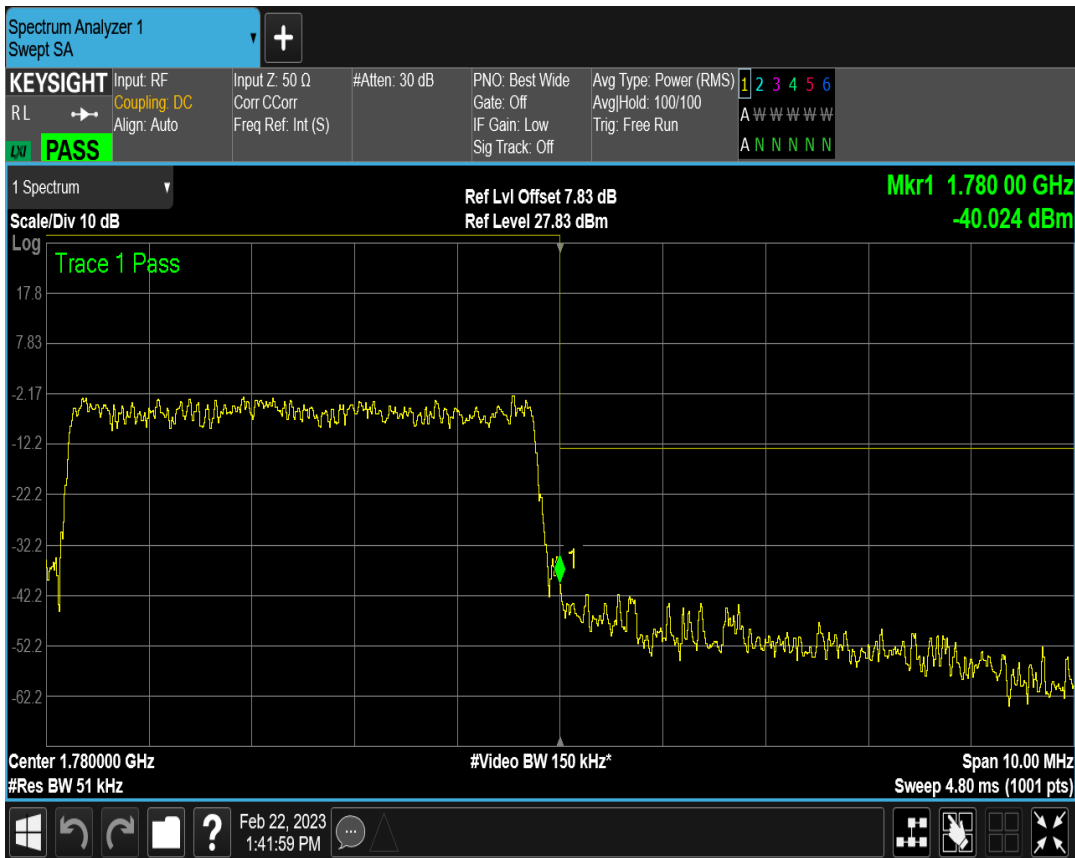 Spectrum Analyzer 1
Swept SA
+
KEYSIGHT
R L
LXI PASS
Input: RF
Coupling: DC
Align: Auto
Input Z: 50 Ω
Corr CCorr
Freq Ref: Int (S)
#Atten: 30 dB
PNO: Best Wide
Gate: Off
IF Gain: Low
Sig Track: Off
Avg Type: Power (RMS)
Avg|Hold: 100/100
Trig: Free Run
1 2 3 4 5 6
A W W W W W
A N N N N N
1 Spectrum
Scale/Div 10 dB
Ref Lvl Offset 7.83 dB
Ref Level 27.83 dBm
Mkr1 1.780 00 GHz
-40.024 dBm
Log
Trace 1 Pass
17.8
7.83
-2.17
-12.2
-22.2
-32.2
-42.2
-52.2
-62.2
1
Center 1.780000 GHz
#Res BW 51 kHz
#Video BW 150 kHz*
Span 10.00 MHz
Sweep 4.80 ms (1001 pts)
?
Feb 22, 2023
1:41:59 PM